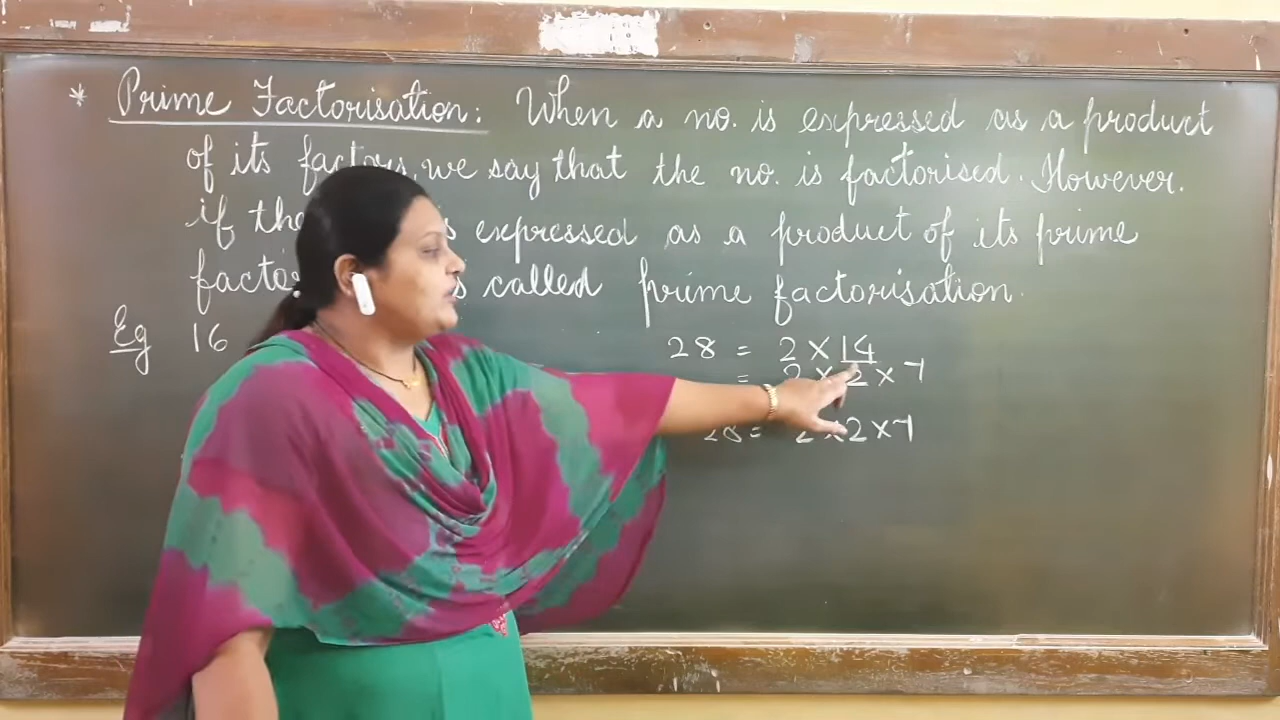 * Prime Factorisation: When a no. is expressed as a product
of its factors, we say that the no. is factorised. However.
if the expressed as a product of its prime
called prime factorisation.
Eg 16 28 = 2 × 14
= 2 × 2 × 7
28 = 2 × 2 × 7